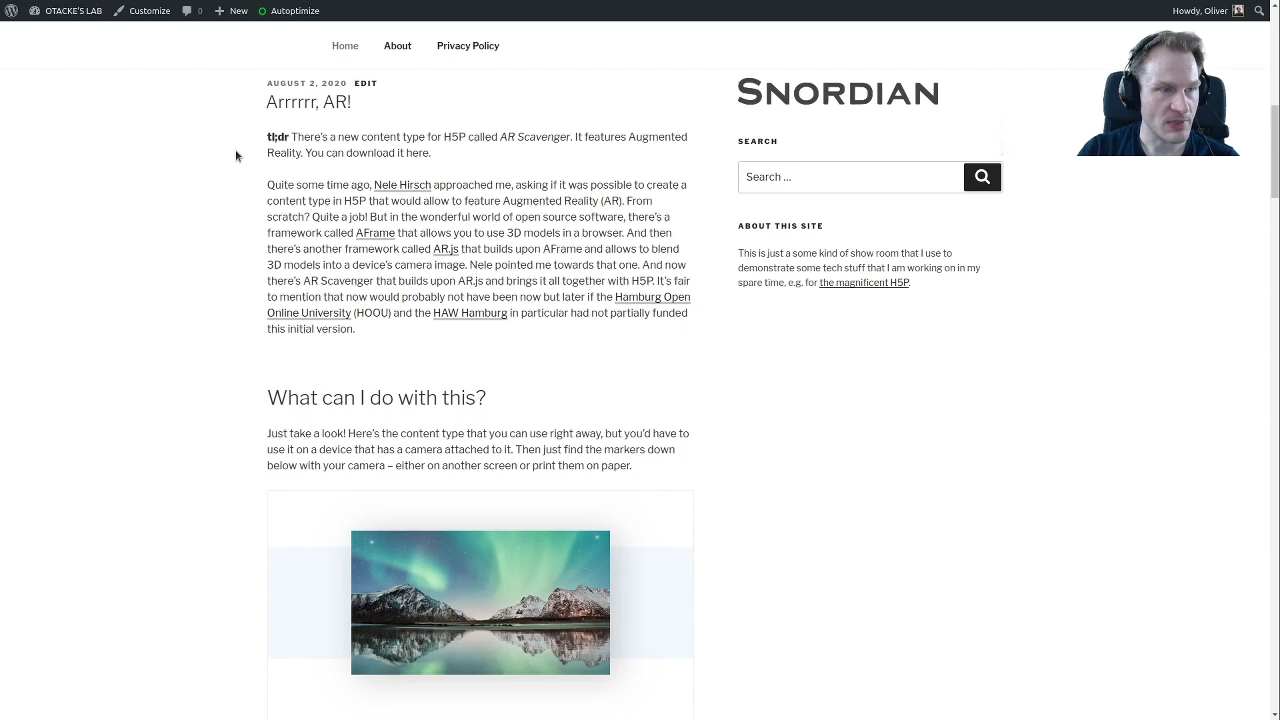 OTACKE'S LAB Customize 0 New Autoptimize Howdy, Oliver
Home About Privacy Policy
AUGUST 2, 2020 EDIT
Arrrrrr, AR!
tl;dr There's a new content type for H5P called AR Scavenger. It features Augmented
Reality. You can download it here.
Quite some time ago, Nele Hirsch approached me, asking if it was possible to create a
content type in H5P that would allow to feature Augmented Reality (AR). From
scratch? Quite a job! But in the wonderful world of open source software, there's a
framework called AFrame that allows you to use 3D models in a browser. And then
there's another framework called AR.js that builds upon AFrame and allows to blend
3D models into a device's camera image. Nele pointed me towards that one. And now
there's AR Scavenger that builds upon AR.js and brings it all together with H5P. It's fair
to mention that now would probably not have been now but later if the Hamburg Open
Online University (HOOU) and the HAW Hamburg in particular had not partially funded
this initial version.
What can I do with this?
Just take a look! Here's the content type that you can use right away, but you'd have to
use it on a device that has a camera attached to it. Then just find the markers down
below with your camera – either on another screen or print them on paper.
SNORDIAN
SEARCH
Search …
ABOUT THIS SITE
This is just a some kind of show room that I use to
demonstrate some tech stuff that I am working on in my
spare time, e.g. for the magnificent H5P.